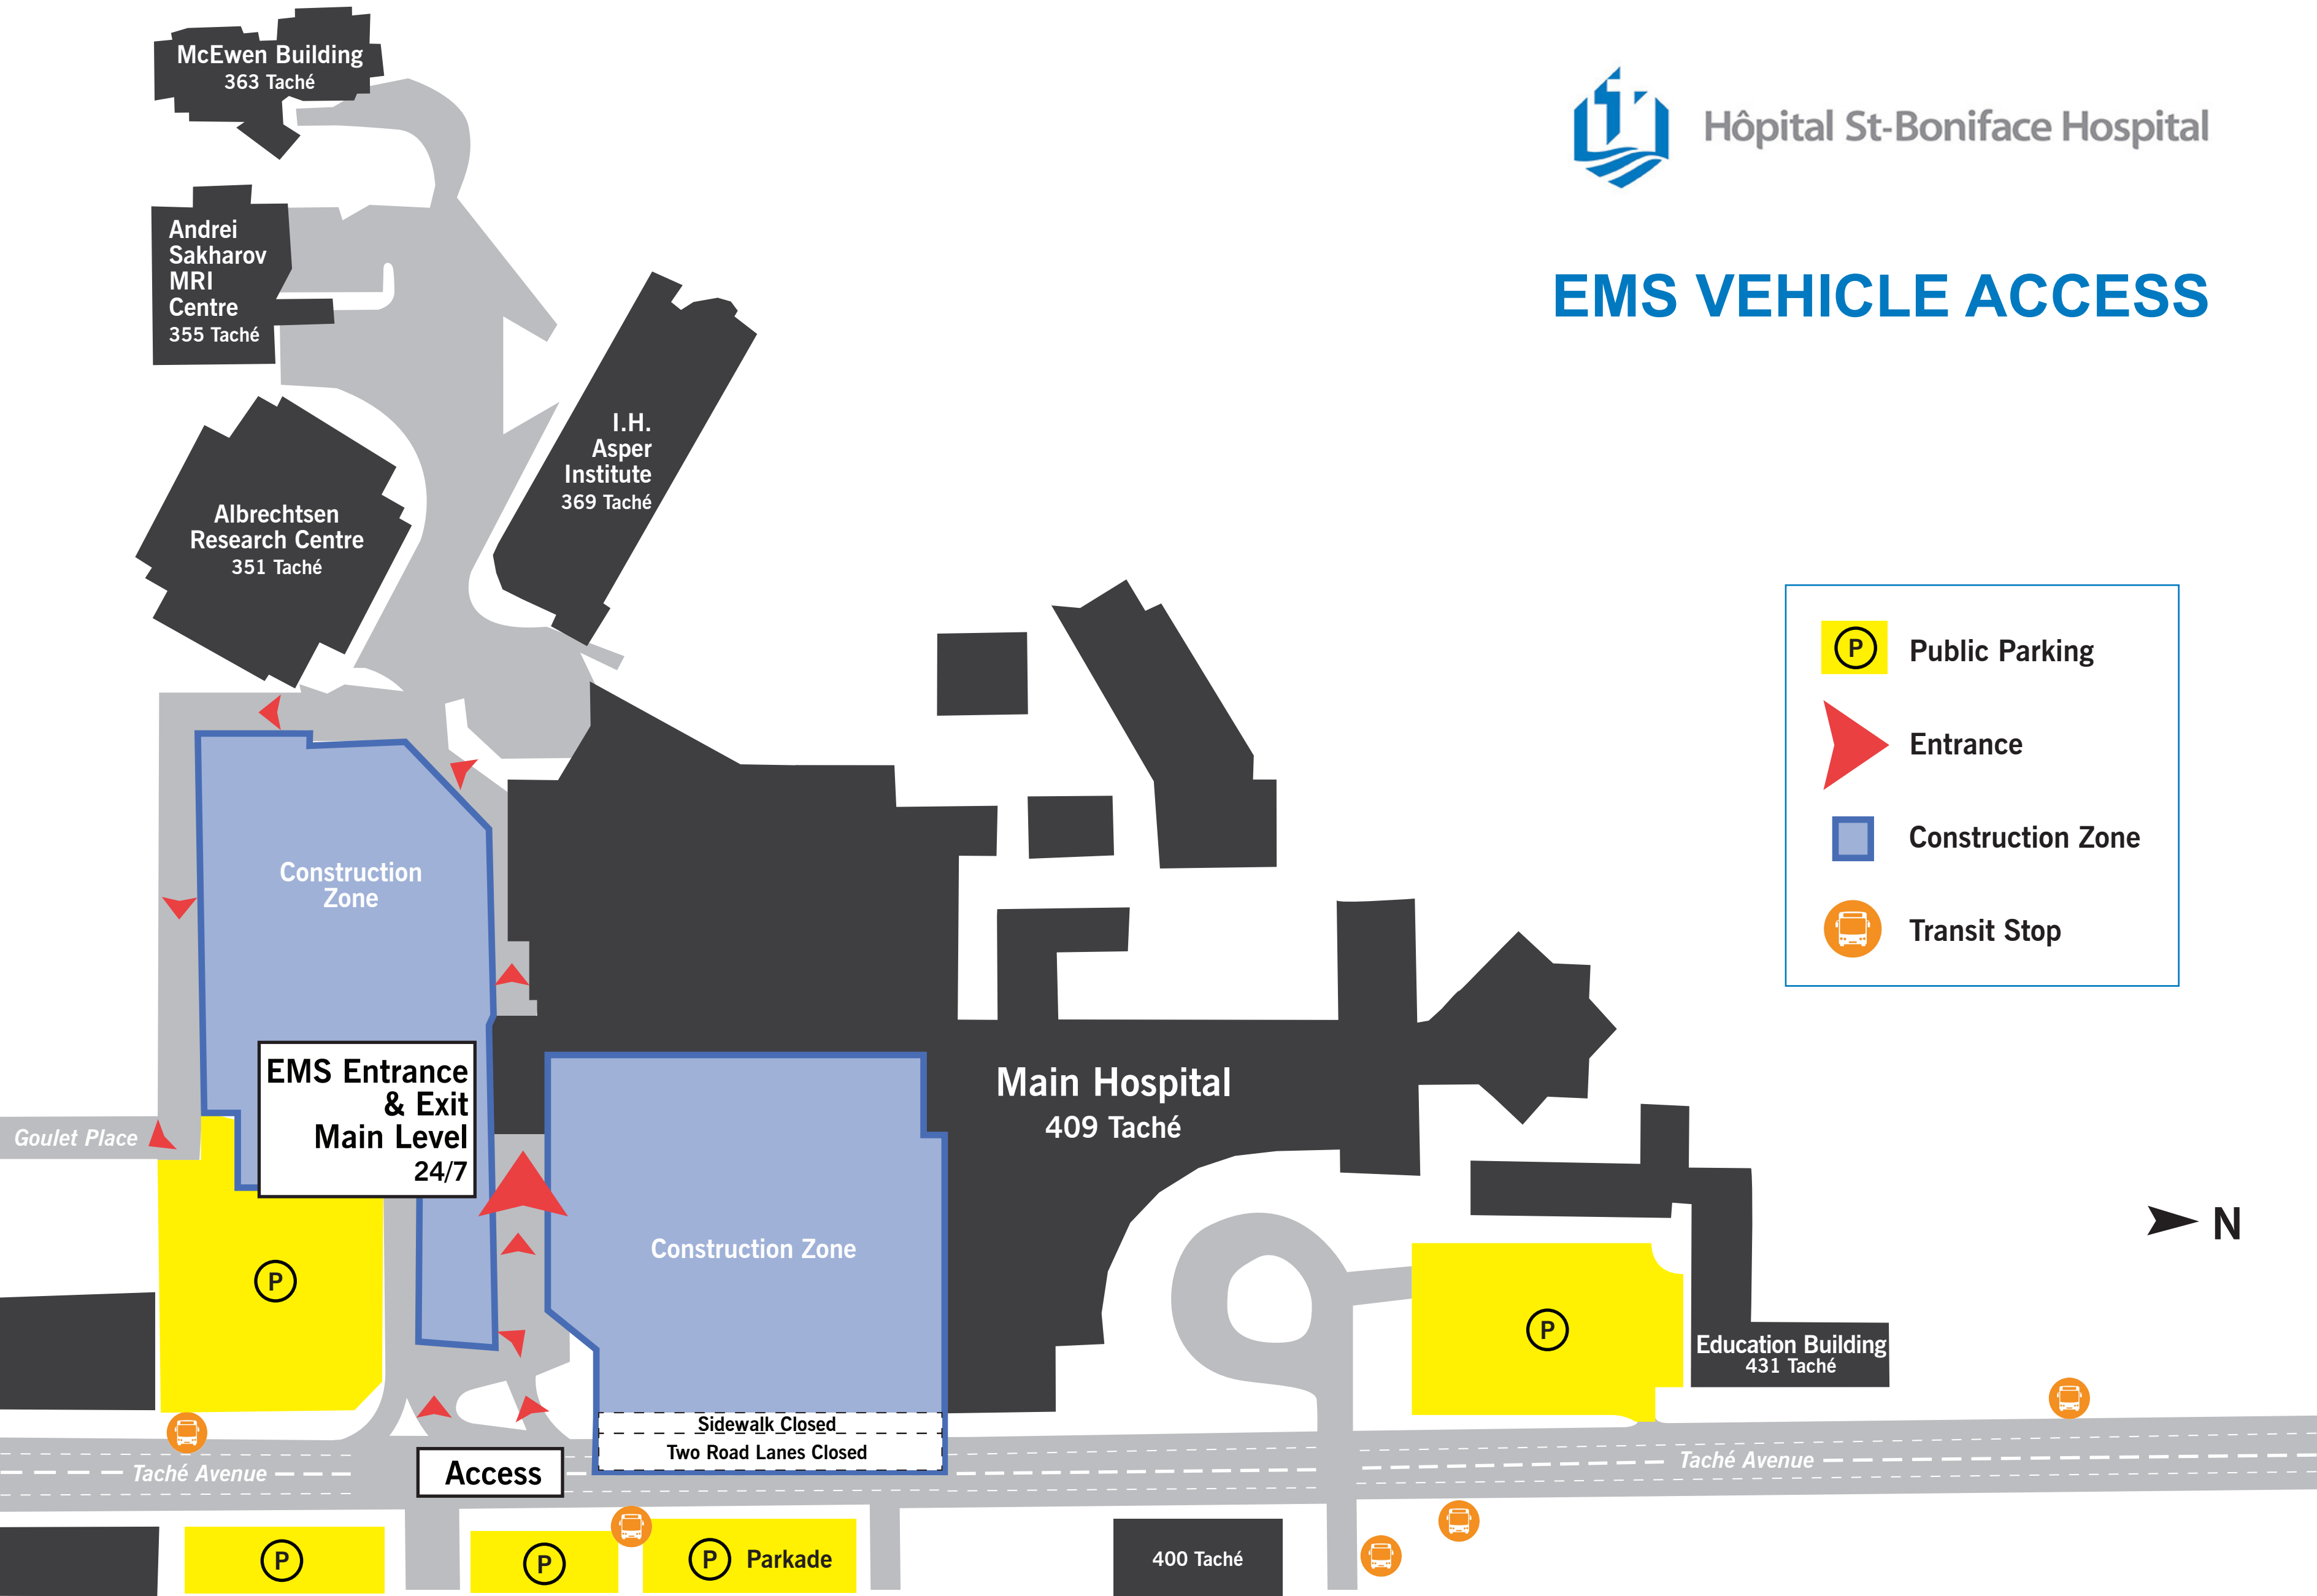 McEwen Building
363 Taché
Hôpital St-Boniface Hospital
EMS VEHICLE ACCESS
Andrei
Sakharov
MRI
Centre
355 Taché
I.H.
Asper
Institute
369 Taché
Albrechtsen
Research Centre
351 Taché
P
Public Parking
Entrance
Construction Zone
Transit Stop
Construction
Zone
EMS Entrance
& Exit
Main Level
24/7
Main Hospital
409 Taché
Goulet Place
Construction Zone
N
P
P
Education Building
431 Taché
Sidewalk Closed
Two Road Lanes Closed
Taché Avenue
Access
Taché Avenue
P
P
P Parkade
400 Taché